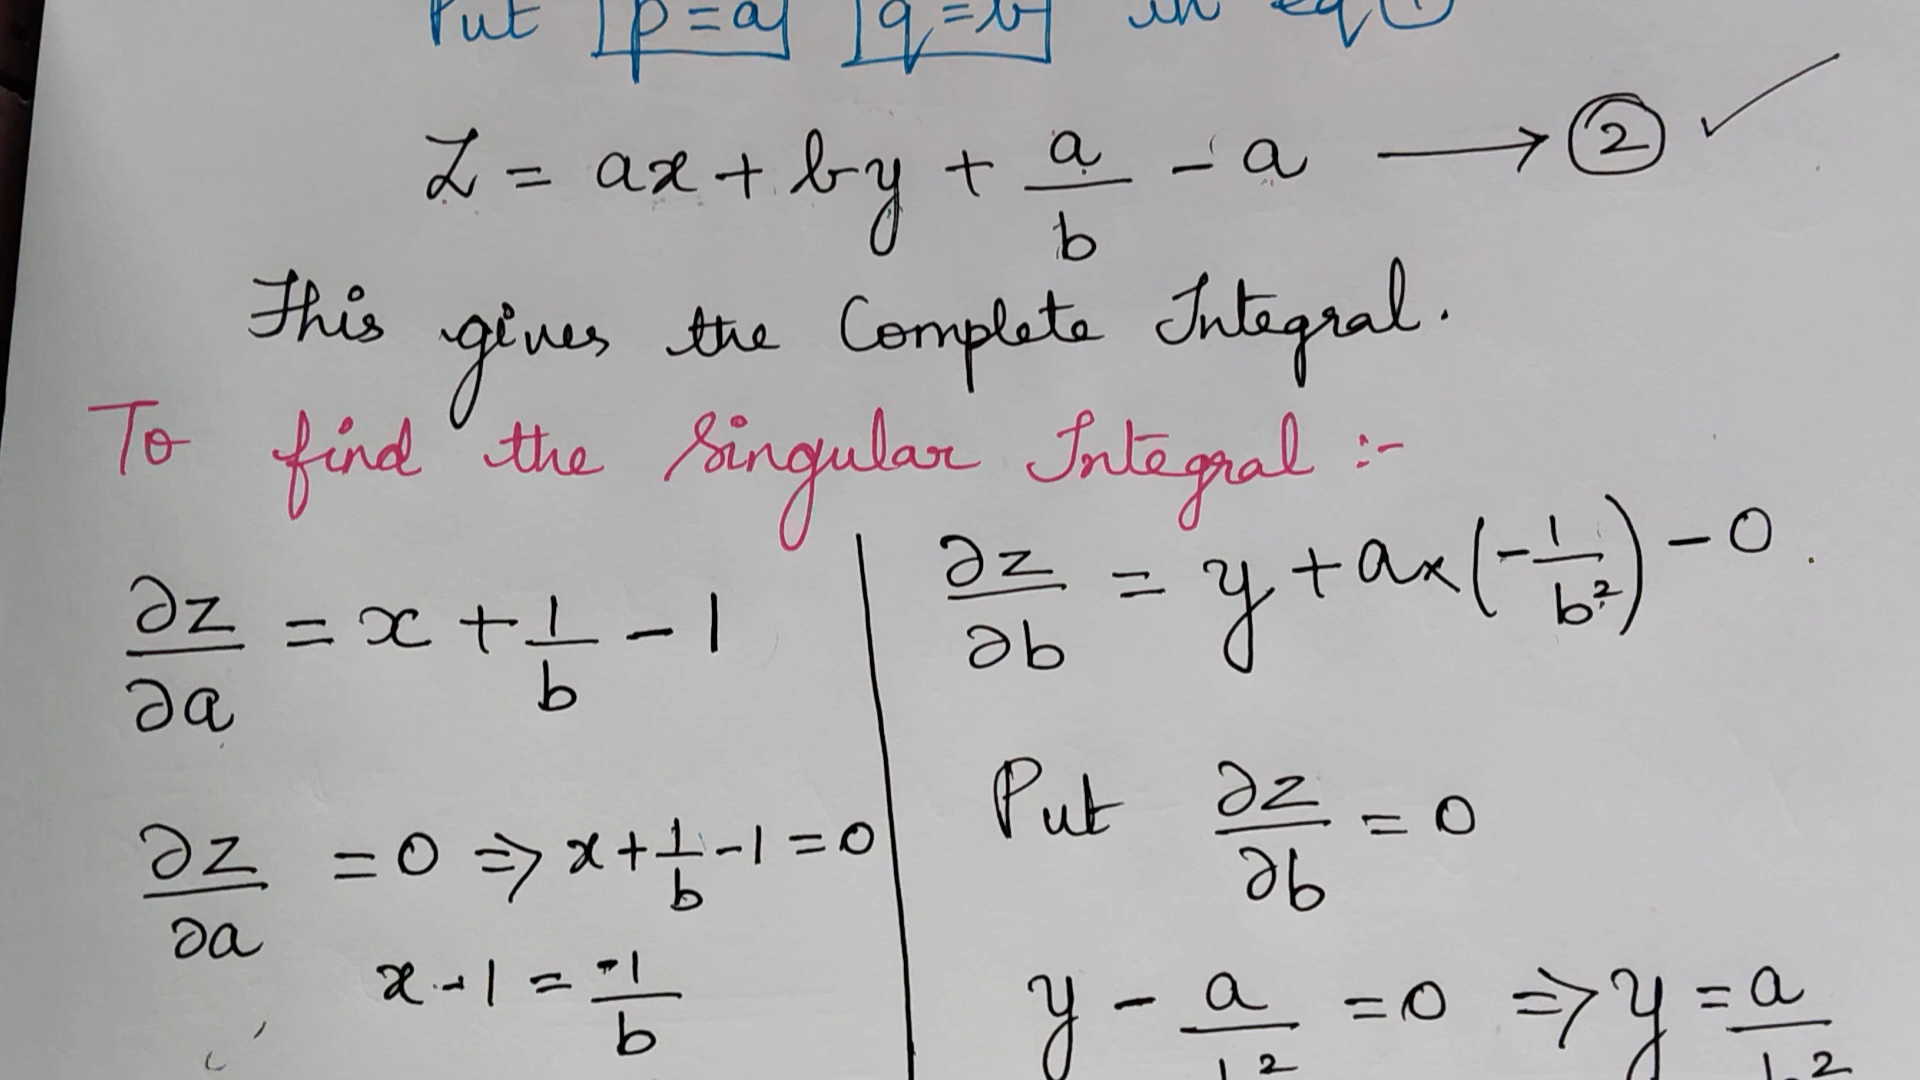 Put p=a q=b in eq 1
Z = ax + by + a/b - a → 2 ✓
This gives the Complete Integral.
To find the Singular Integral :-
∂z/∂a = x + 1/b - 1
∂z/∂a = 0 ⇒ x + 1/b - 1 = 0
x - 1 = -1/b
∂z/∂b = y + a×(-1/b²) - 0.
Put ∂z/∂b = 0
y - a/b² = 0 ⇒ y = a/b²